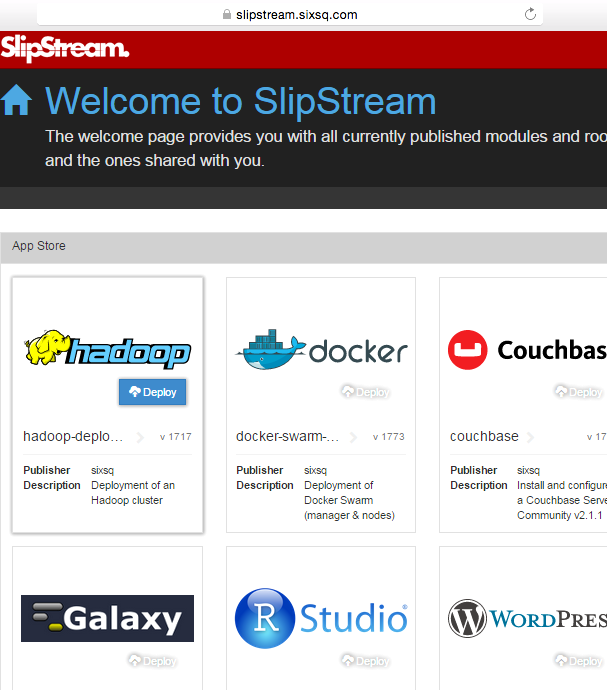 slipstream.sixsq.com
SlipStream.
Welcome to SlipStream
The welcome page provides you with all currently published modules and roo
and the ones shared with you.
App Store
hadoop
Deploy
hadoop-deplo...
v 1717
Publisher sixsq
Description Deployment of an
Hadoop cluster
docker
Deploy
docker-swarm-...
v 1773
Publisher sixsq
Description Deployment of
Docker Swarm
(manager & nodes)
Couchbas
Deploy
couchbase
v 17
Publisher sixsq
Description Install and configure
a Couchbase Serve
Community v2.1.1
Galaxy
Deploy
R Studio
Deploy
WORDPRES
Deploy